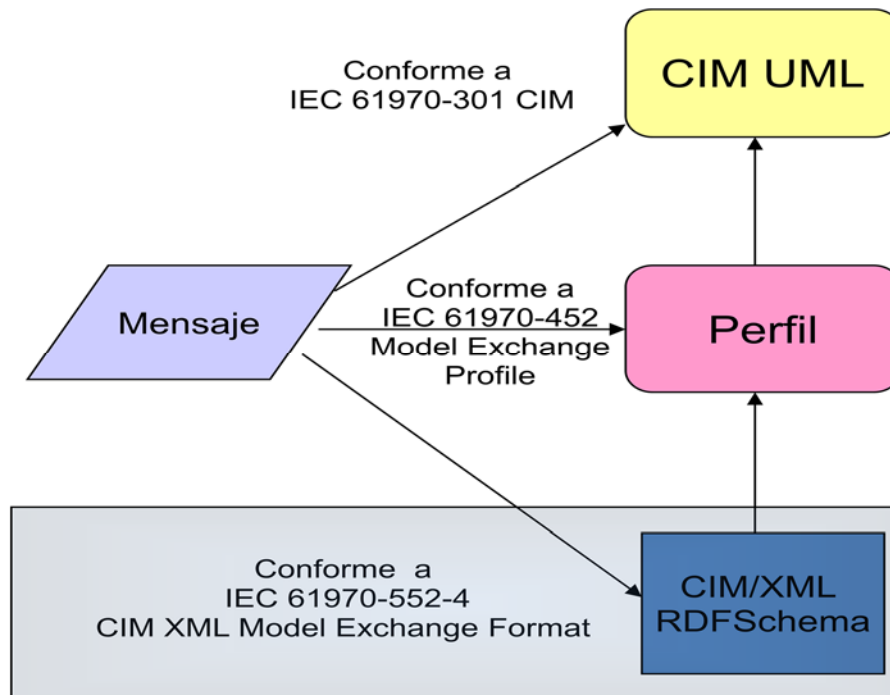 Conforme a
IEC 61970-301 CIM
CIM UML
Mensaje
Conforme a
IEC 61970-452
Model Exchange
Profile
Perfil
Conforme a
IEC 61970-552-4
CIM XML Model Exchange Format
CIM/XML
RDFSchema